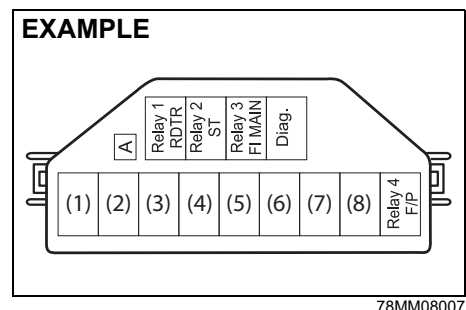 EXAMPLE
A
Relay 1
RDTR
Relay 2
ST
Relay 3
FI MAIN
Diag.
(1) (2) (3) (4) (5) (6) (7) (8)
Relay 4
F/P
78MM08007